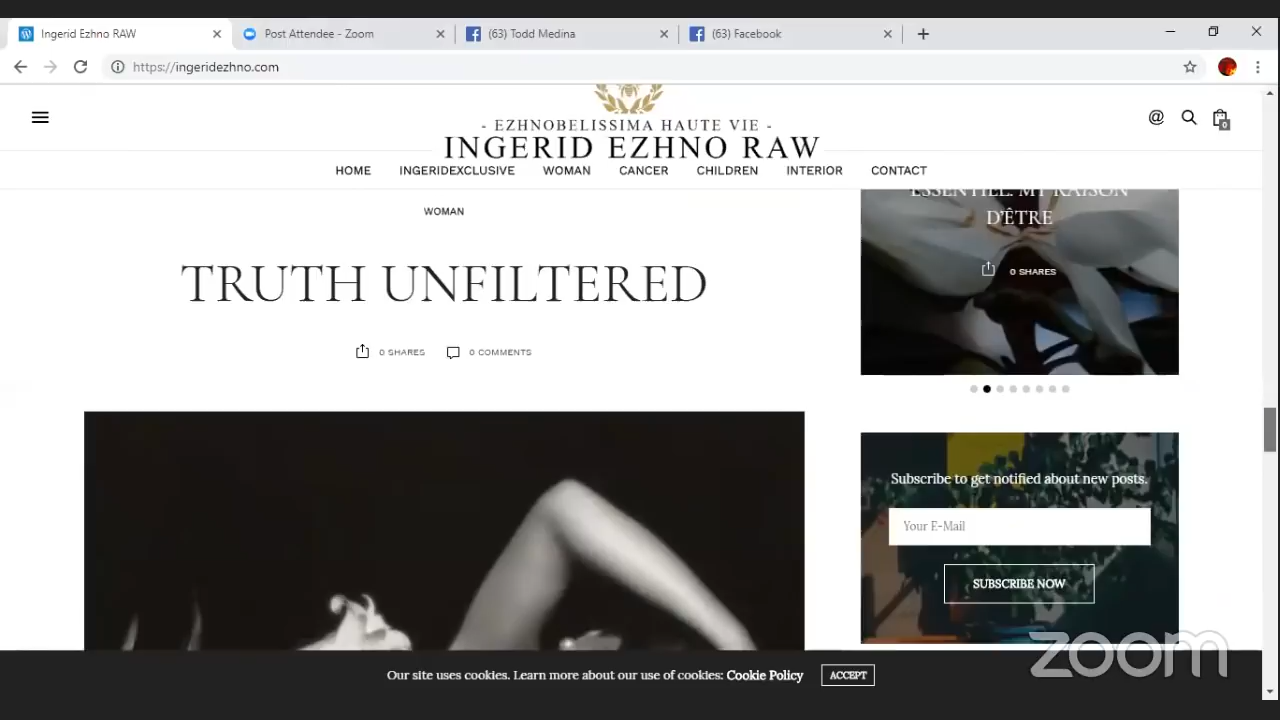 Ingerid Ezhno RAW
Post Attendee - Zoom
(63) Todd Medina
(63) Facebook
https://ingeridezhno.com
- EZHNOBELISSIMA HAUTE VIE -
INGERID EZHNO RAW
0
HOME INGERIDEXCLUSIVE WOMAN CANCER CHILDREN INTERIOR CONTACT
WOMAN
TRUTH UNFILTERED
0 SHARES 0 COMMENTS
MY RAISON
D'ÊTRE
0 SHARES
Subscribe to get notified about new posts.
Your E-Mail
SUBSCRIBE NOW
Our site uses cookies. Learn more about our use of cookies: Cookie Policy ACCEPT
zoom